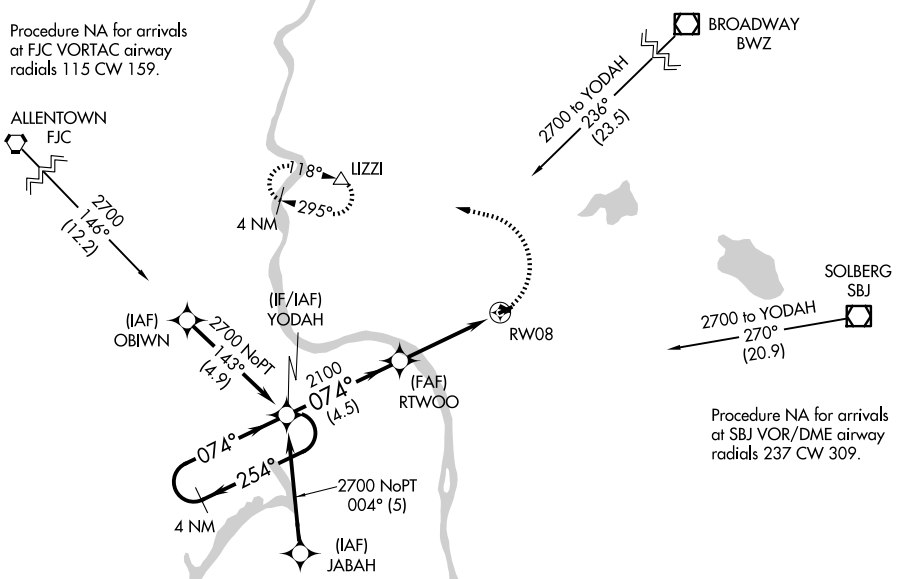 Procedure NA for arrivals
at FJC VORTAC airway
radials 115 CW 159.
BROADWAY
BWZ
2700 to YODAH
236°
(23.5)
ALLENTOWN
FJC
2700
146°
(12.2)
118°
LIZZI
295°
4 NM
SOLBERG
SBJ
2700 to YODAH
270°
(20.9)
(IF/IAF)
YODAH
(IAF)
OBIWN
2700 NoPT
143°
(4.9)
RW08
2100
074°
(4.5)
(FAF)
RTWOO
Procedure NA for arrivals
at SBJ VOR/DME airway
radials 237 CW 309.
074°
254°
4 NM
2700 NoPT
004° (5)
(IAF)
JABAH